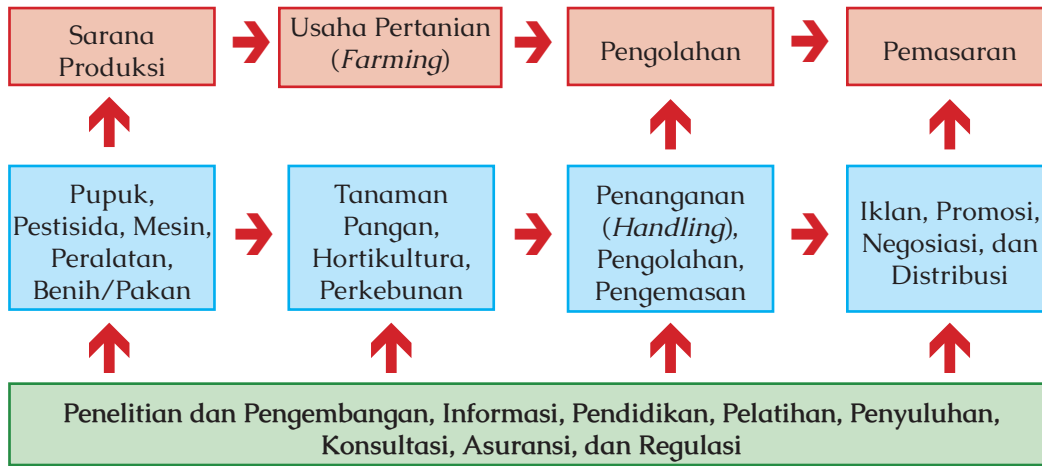 Sarana
Produksi
Usaha Pertanian
(Farming)
Pengolahan
Pemasaran
Pupuk,
Pestisida, Mesin,
Peralatan,
Benih/Pakan
Tanaman
Pangan,
Hortikultura,
Perkebunan
Penanganan
(Handling),
Pengolahan,
Pengemasan
Iklan, Promosi,
Negosiasi, dan
Distribusi
Penelitian dan Pengembangan, Informasi, Pendidikan, Pelatihan, Penyuluhan,
Konsultasi, Asuransi, dan Regulasi